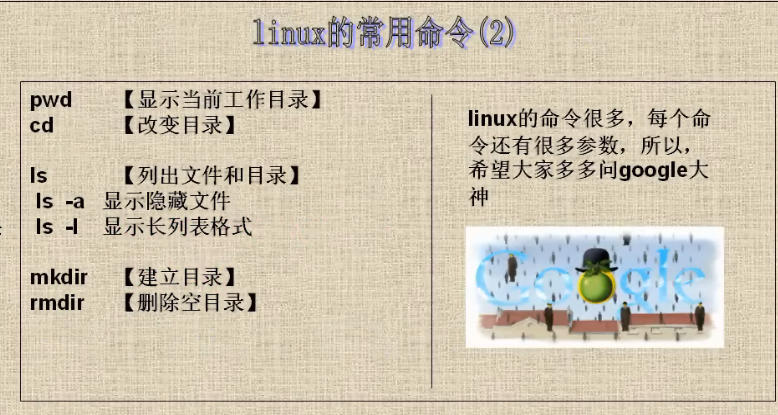 linux的常用命令(2)
pwd 【显示当前工作目录】
cd 【改变目录】
ls 【列出文件和目录】
ls -a 显示隐藏文件
ls -l 显示长列表格式
mkdir 【建立目录】
rmdir 【删除空目录】
linux的命令很多，每个命
令还有很多参数，所以，
希望大家多多问google大
神
Google